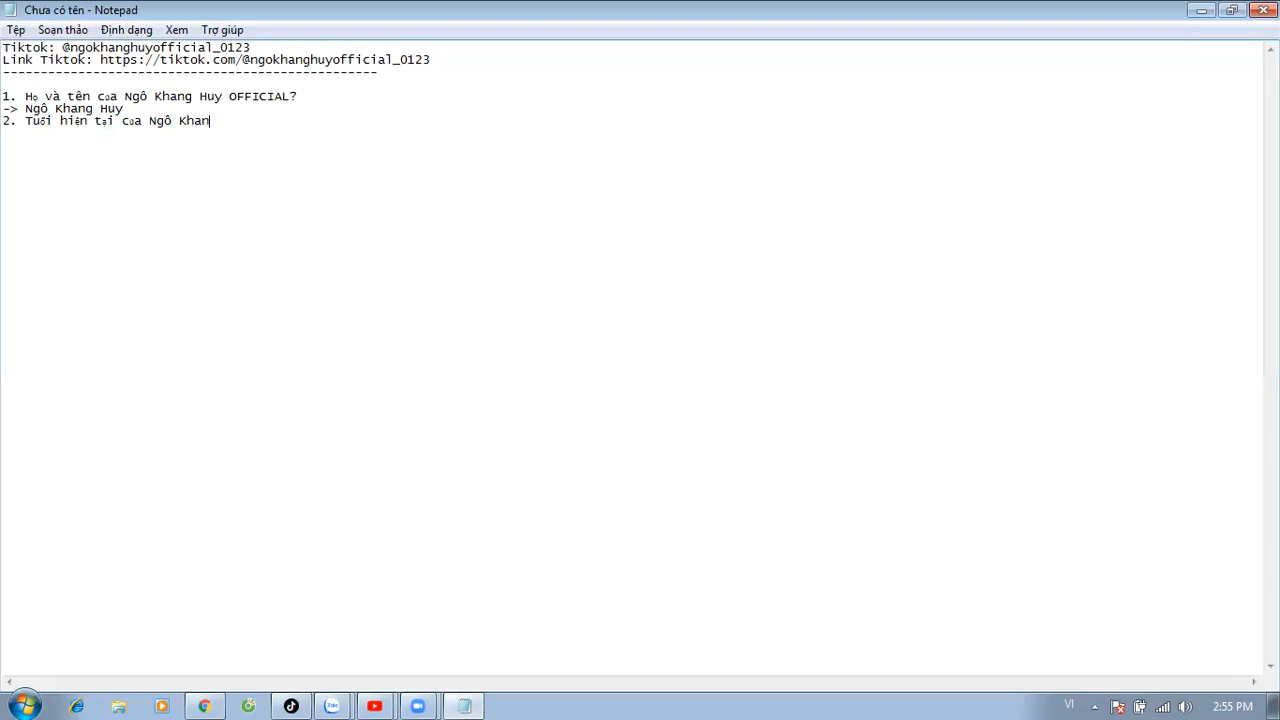 Chưa có tên - Notepad
Tệp Soạn thảo Định dạng Xem Trợ giúp
Tiktok: @ngokhanghuyofficial_0123
Link Tiktok: https://tiktok.com/@ngokhanghuyofficial_0123
--------------------------------------------------
1. Họ và tên của Ngô Khang Huy OFFICIAL?
-> Ngô Khang Huy
2. Tuổi hiện tại của Ngô Khan
Zalo
VI 2:55 PM